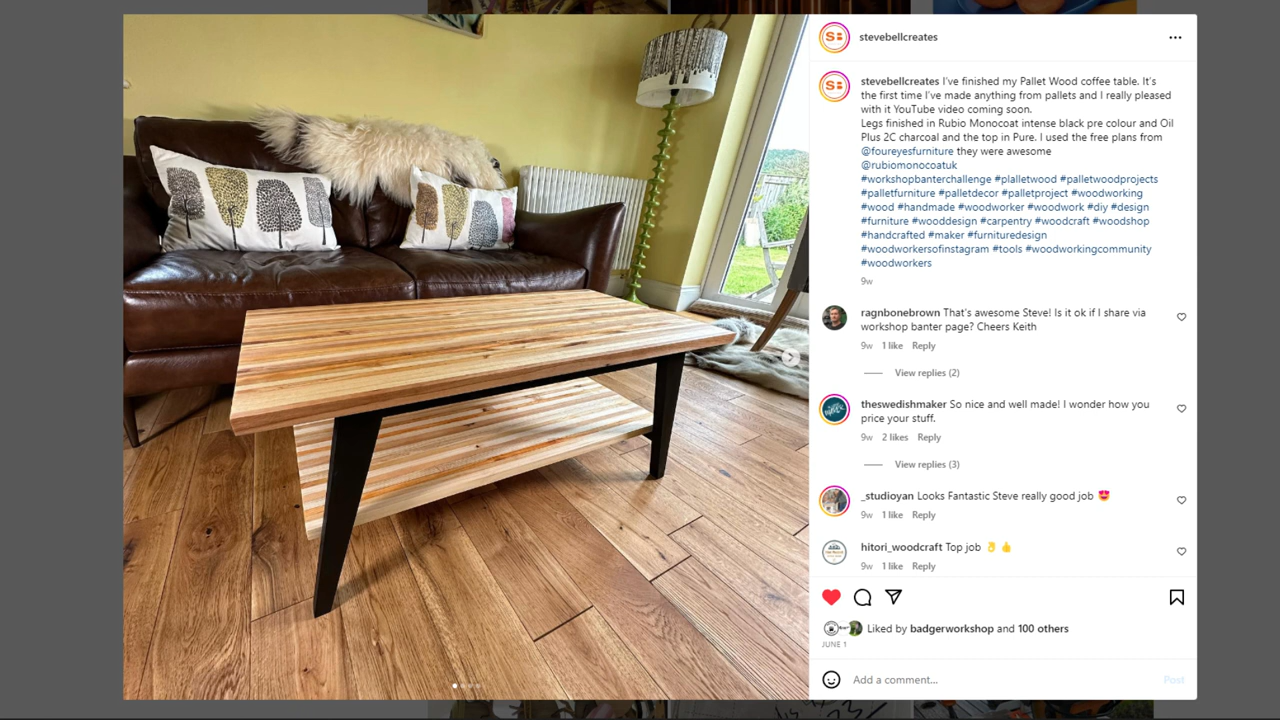 stevebellcreates
stevebellcreates I've finished my Pallet Wood coffee table. It's
the first time I've made anything from pallets and I really pleased
with it YouTube video coming soon.
Legs finished in Rubio Monocoat intense black pre colour and Oil
Plus 2C charcoal and the top in Pure. I used the free plans from
@foureyesfurniture they were awesome
@rubiomonocoatuk
#workshopbanterchallenge #plalletwood #palletwoodprojects
#palletfurniture #palletdecor #palletproject #woodworking
#wood #handmade #woodworker #woodwork #diy #design
#furniture #wooddesign #carpentry #woodcraft #woodshop
#handcrafted #maker #furnituredesign
#woodworkersofinstagram #tools #woodworkingcommunity
#woodworkers
9w
ragnbonebrown That's awesome Steve! Is it ok if I share via
workshop banter page? Cheers Keith
9w 1 like Reply
View replies (2)
theswedishmaker So nice and well made! I wonder how you
price your stuff.
9w 2 likes Reply
View replies (3)
_studioyan Looks Fantastic Steve really good job 😍
9w 1 like Reply
hitori_woodcraft Top job 👌 👍
9w 1 like Reply
Liked by badgerworkshop and 100 others
JUNE 1
Add a comment...
Post